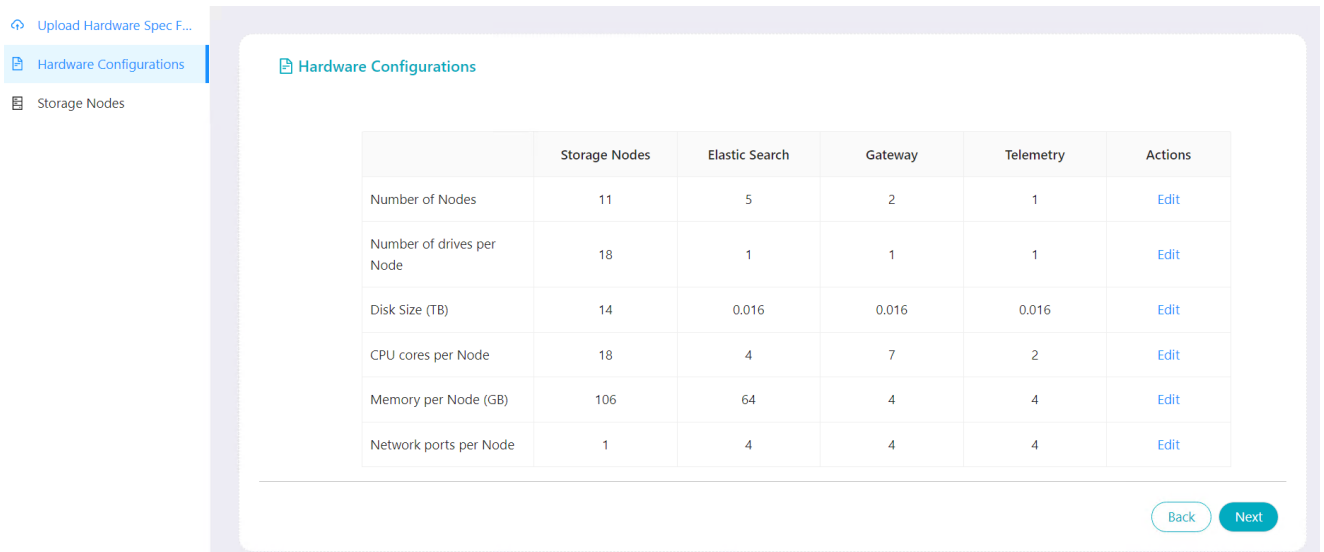 Upload Hardware Spec F...
Hardware Configurations
Storage Nodes
Hardware Configurations
Storage Nodes Elastic Search Gateway Telemetry Actions
Number of Nodes 11 5 2 1 Edit
Number of drives per
Node 18 1 1 1 Edit
Disk Size (TB) 14 0.016 0.016 0.016 Edit
CPU cores per Node 18 4 7 2 Edit
Memory per Node (GB) 106 64 4 4 Edit
Network ports per Node 1 4 4 4 Edit
Back Next